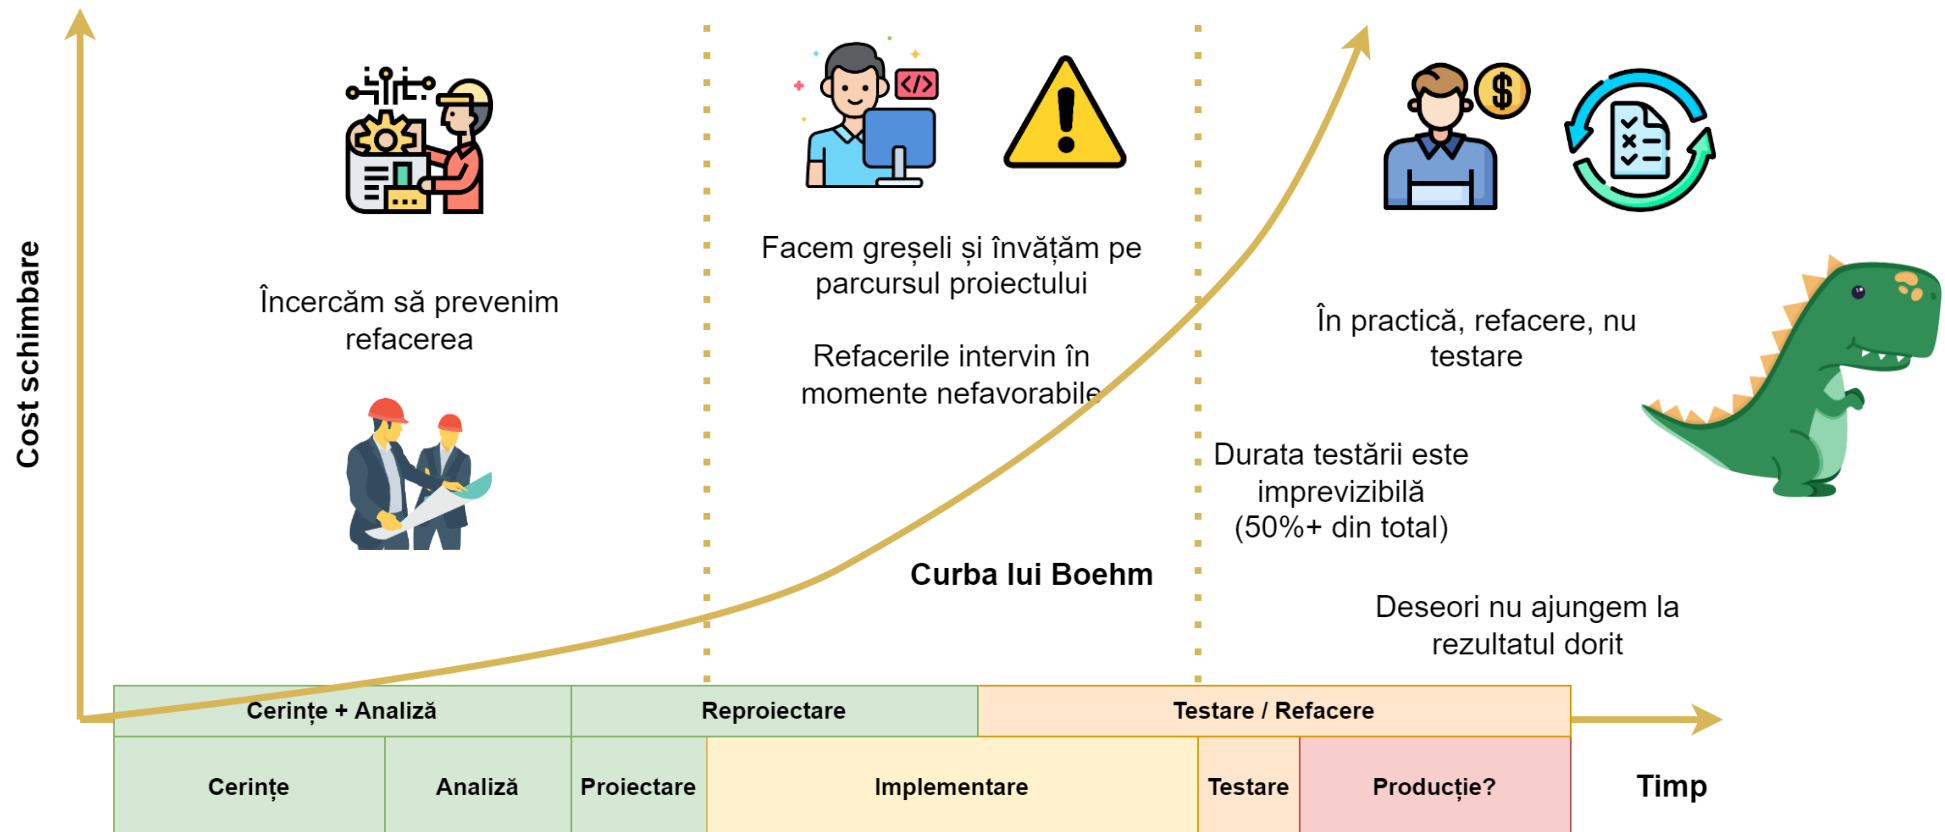 Cost schimbare
Încercăm să prevenim
refacerea
Facem greșeli și învățăm pe
parcursul proiectului
Refacerile intervin în
momente nefavorabile
În practică, refacere, nu
testare
Durata testării este
imprevizibilă
(50%+ din total)
Curba lui Boehm
Deseori nu ajungem la
rezultatul dorit
Cerințe + Analiză
Reproiectare
Testare / Refacere
Cerințe
Analiză
Proiectare
Implementare
Testare
Producție?
Timp